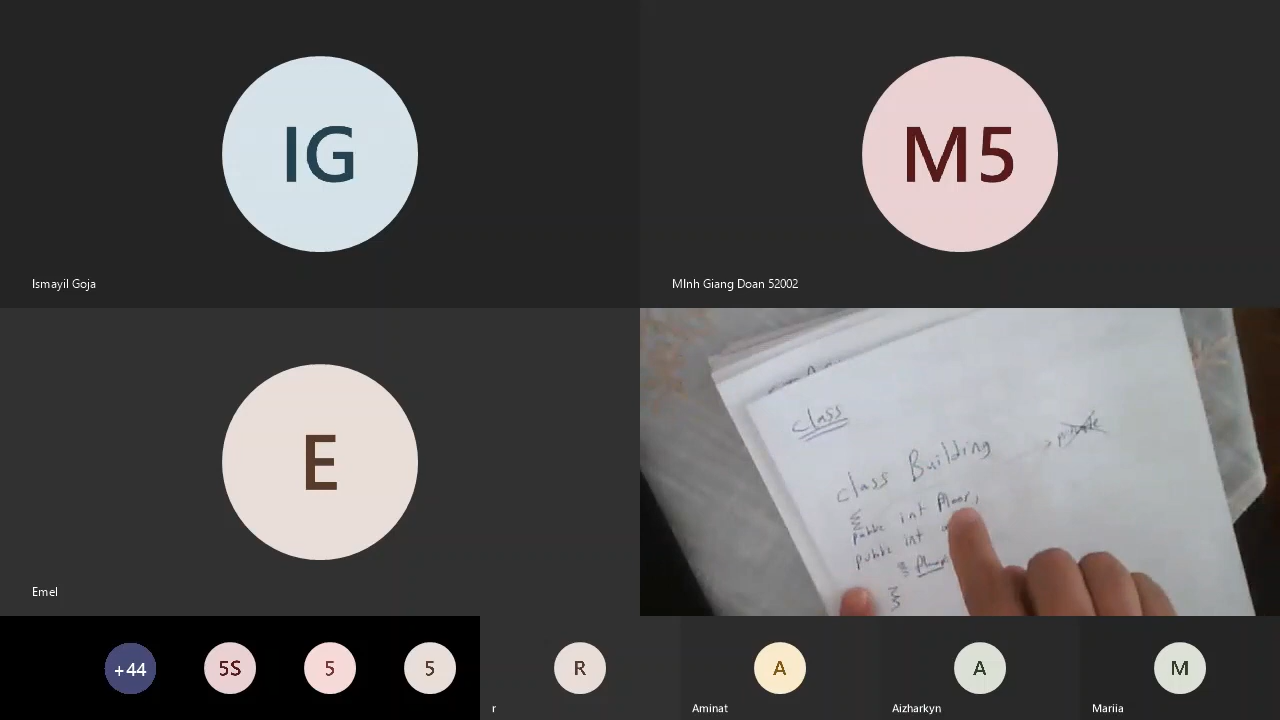 IG
M5
Ismayil Goja
MInh Giang Doan 52002
E
Emel
class
class Building
{
public int floor;
public int
+44
5S
5
5
R
A
A
M
r
Aminat
Aizharkyn
Mariia